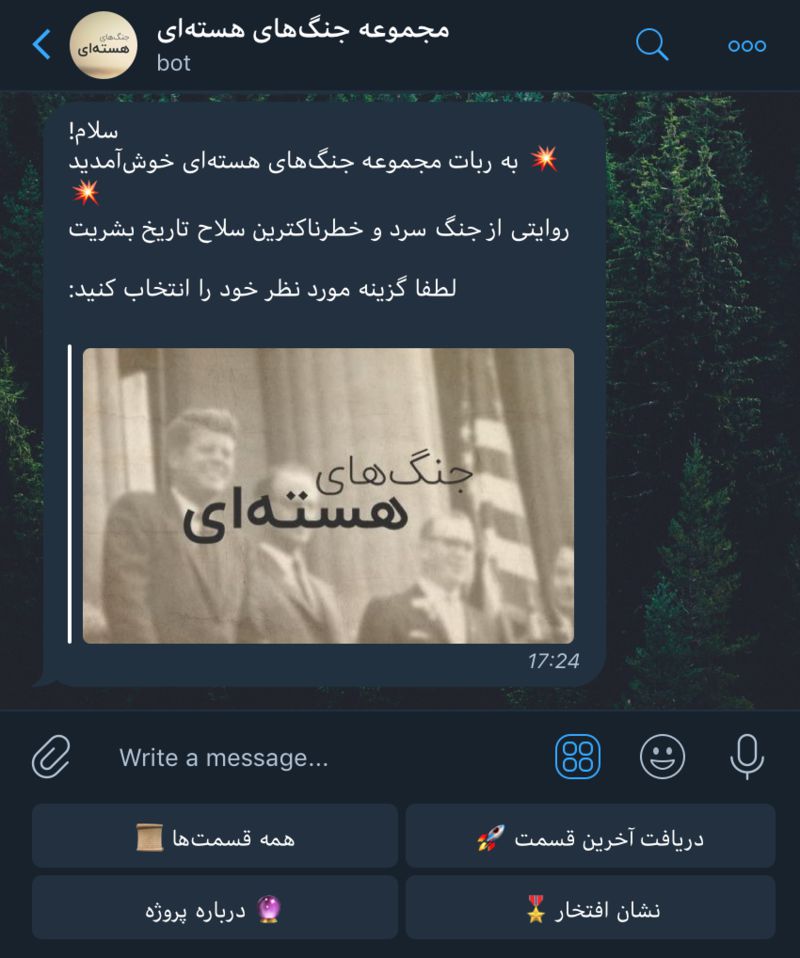 مجموعه جنگ‌های هسته‌ای
bot
جنگ‌های
هسته‌ای
سلام!
💥 به ربات مجموعه جنگ‌های هسته‌ای خوش‌آمدید
💥
روایتی از جنگ سرد و خطرناکترین سلاح تاریخ بشریت
لطفا گزینه مورد نظر خود را انتخاب کنید:
جنگ‌های
هسته‌ای
17:24
Write a message...
دریافت آخرین قسمت 🚀
همه قسمت‌ها 📜
نشان افتخار 🎖
🔮 درباره پروژه